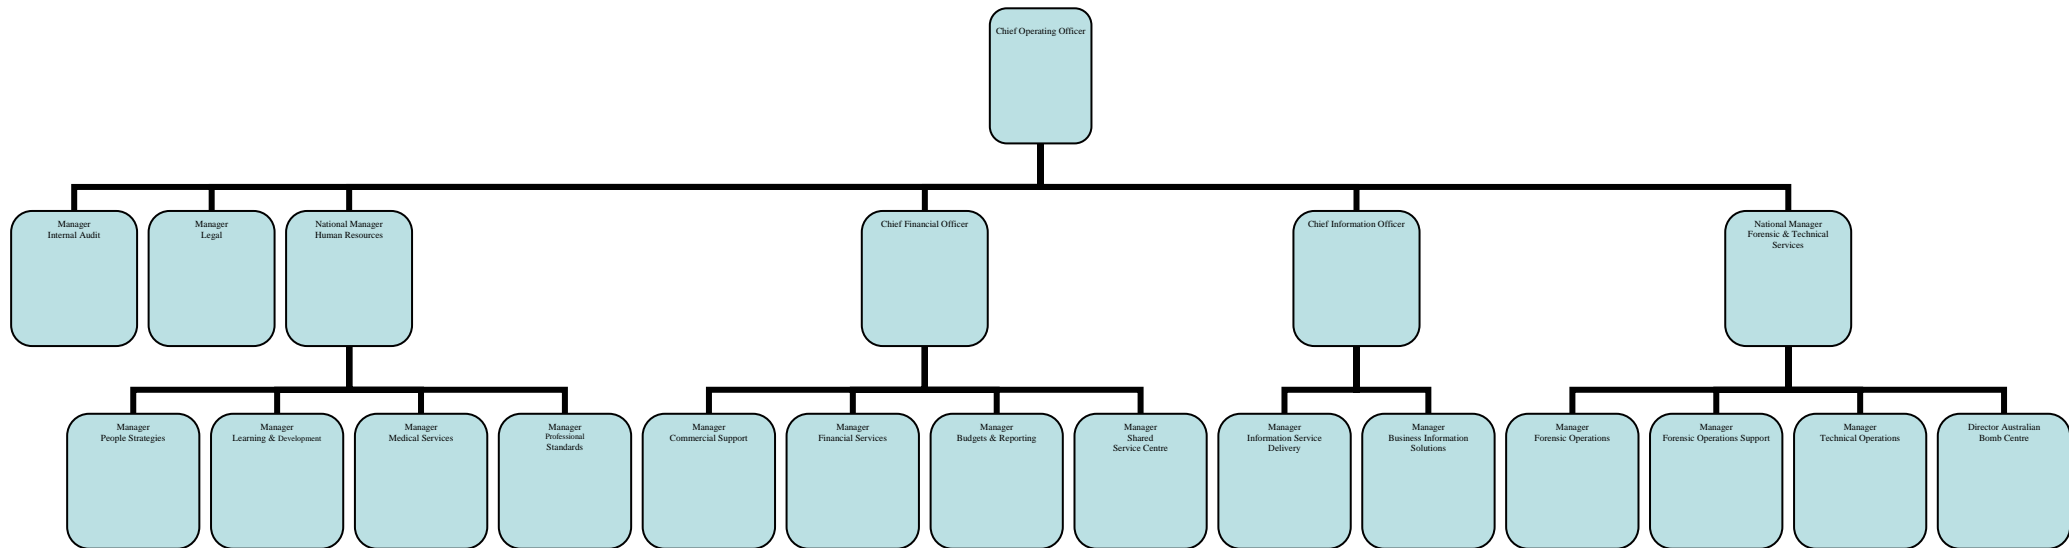 Chief Operating Officer
Manager
Internal Audit
Manager
Legal
National Manager
Human Resources
Chief Financial Officer
Chief Information Officer
National Manager
Forensic & Technical
Services
Manager
People Strategies
Manager
Learning & Development
Manager
Medical Services
Manager
Professional
Standards
Manager
Commercial Support
Manager
Financial Services
Manager
Budgets & Reporting
Manager
Shared
Service Centre
Manager
Information Service
Delivery
Manager
Business Information
Solutions
Manager
Forensic Operations
Manager
Forensic Operations Support
Manager
Technical Operations
Director Australian
Bomb Centre